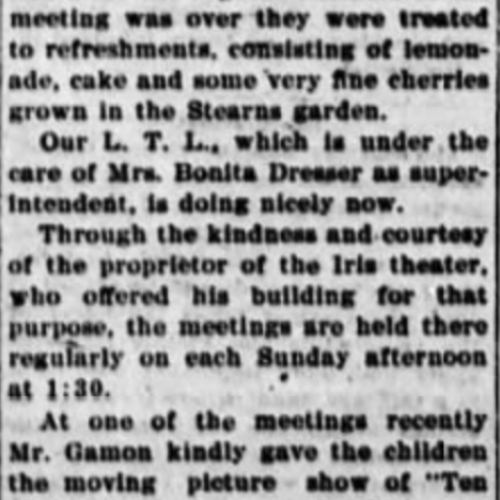 meeting was over they were treated
to refreshments, consisting of lemon-
ade, cake and some very fine cherries
grown in the Stearns garden.
Our L. T. L., which is under the
care of Mrs. Bonita Dresser as super-
intendent, is doing nicely now.
Through the kindness and courtesy
of the proprietor of the Iris theater,
who offered his building for that
purpose, the meetings are held there
regularly on each Sunday afternoon
at 1:30.
At one of the meetings recently
Mr. Gamon kindly gave the children
the moving picture show of "Ten